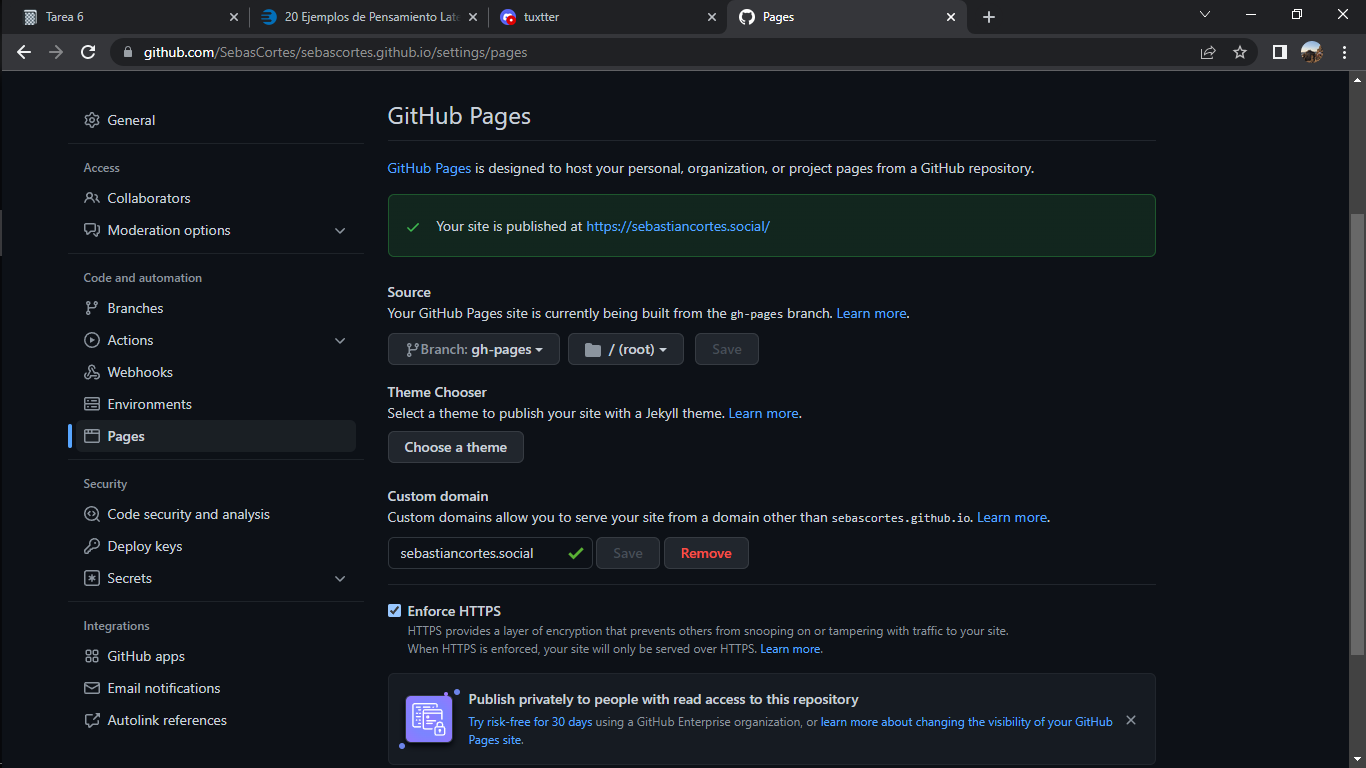 Tarea 6
20 Ejemplos de Pensamiento Late
tuxtter
Pages
github.com/SebasCortes/sebascortes.github.io/settings/pages
General
Access
Collaborators
Moderation options
Code and automation
Branches
Actions
Webhooks
Environments
Pages
Security
Code security and analysis
Deploy keys
Secrets
Integrations
GitHub apps
Email notifications
Autolink references
GitHub Pages
GitHub Pages is designed to host your personal, organization, or project pages from a GitHub repository.
Your site is published at https://sebastiancortes.social/
Source
Your GitHub Pages site is currently being built from the gh-pages branch. Learn more.
Branch: gh-pages / (root) Save
Theme Chooser
Select a theme to publish your site with a Jekyll theme. Learn more.
Choose a theme
Custom domain
Custom domains allow you to serve your site from a domain other than sebascortes.github.io. Learn more.
sebastiancortes.social Save Remove
Enforce HTTPS
HTTPS provides a layer of encryption that prevents others from snooping on or tampering with traffic to your site.
When HTTPS is enforced, your site will only be served over HTTPS. Learn more.
Publish privately to people with read access to this repository
Try risk-free for 30 days using a GitHub Enterprise organization, or learn more about changing the visibility of your GitHub
Pages site.